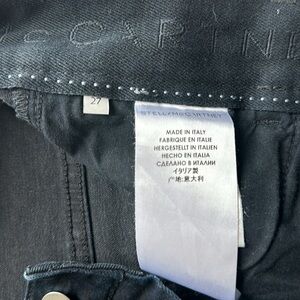 McCARTNE
27
STELLA McCARTNEY
MADE IN ITALY
FABRIQUE EN ITALIE
HERGESTELLT IN ITALIEN
HECHO EN ITALIA
СДЕЛАНО В ИТАЛИИ
イタリア製
产地:意大利